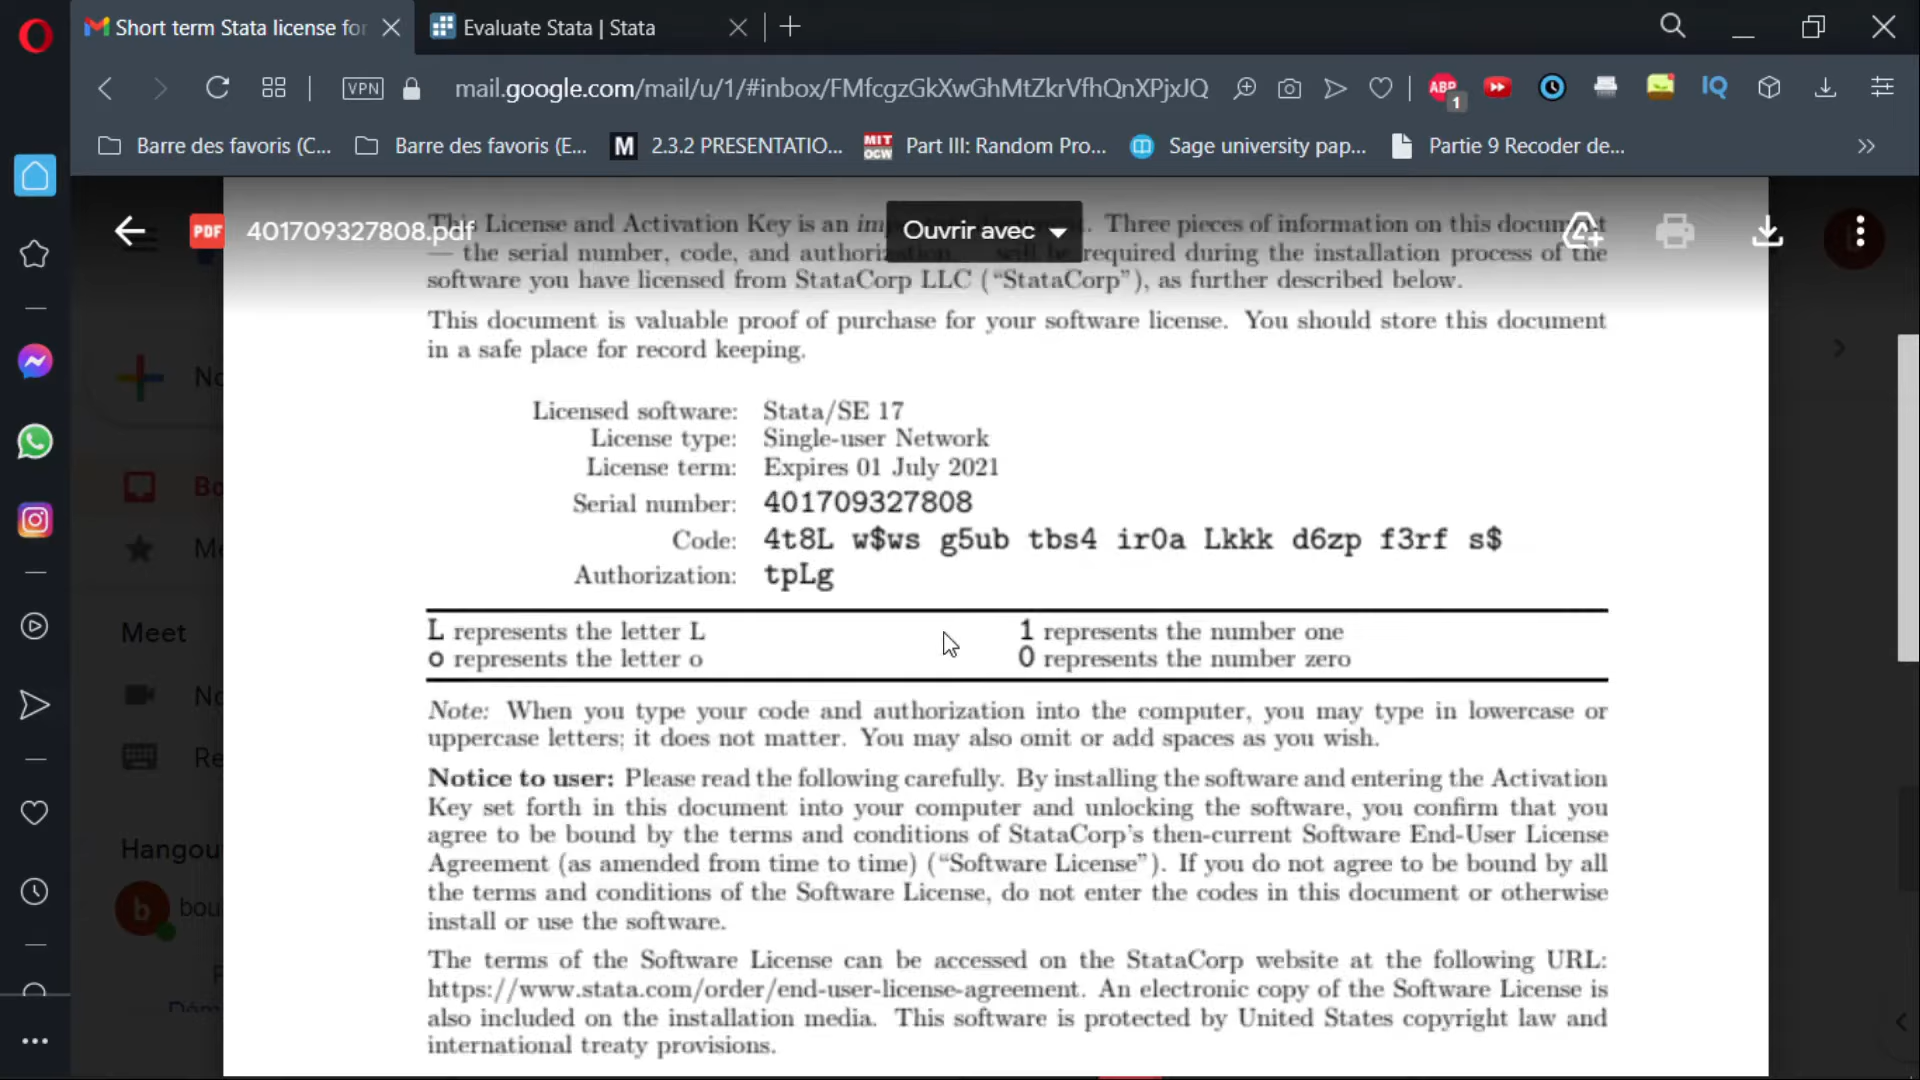 Short term Stata license for
Evaluate Stata | Stata
VPN
mail.google.com/mail/u/1/#inbox/FMfcgzGkXwGhMtZkrVfhQnXPjxJQ
ABP
1
IQ
Barre des favoris (C...
Barre des favoris (E...
M
2.3.2 PRESENTATIO...
MIT OCW
Part III: Random Pro...
Sage university pap...
Partie 9 Recoder de...
PDF
401709327808.pdf
Ouvrir avec
This License and Activation Key is an . Three pieces of information on this document
— the serial number, code, and required during the installation process of the
software you have licensed from StataCorp LLC (“StataCorp”), as further described below.
This document is valuable proof of purchase for your software license. You should store this document
in a safe place for record keeping.
Licensed software: Stata/SE 17
License type: Single-user Network
License term: Expires 01 July 2021
Serial number: 401709327808
Code: 4t8L w$ws g5ub tbs4 ir0a Lkkk d6zp f3rf s$
Authorization: tpLg
L represents the letter L
1 represents the number one
o represents the letter o
0 represents the number zero
Note: When you type your code and authorization into the computer, you may type in lowercase or
uppercase letters; it does not matter. You may also omit or add spaces as you wish.
Notice to user: Please read the following carefully. By installing the software and entering the Activation
Key set forth in this document into your computer and unlocking the software, you confirm that you
agree to be bound by the terms and conditions of StataCorp’s then-current Software End-User License
Agreement (as amended from time to time) (“Software License”). If you do not agree to be bound by all
the terms and conditions of the Software License, do not enter the codes in this document or otherwise
install or use the software.
The terms of the Software License can be accessed on the StataCorp website at the following URL:
https://www.stata.com/order/end-user-license-agreement. An electronic copy of the Software License is
also included on the installation media. This software is protected by United States copyright law and
international treaty provisions.
Meet
Hangou
b
bou